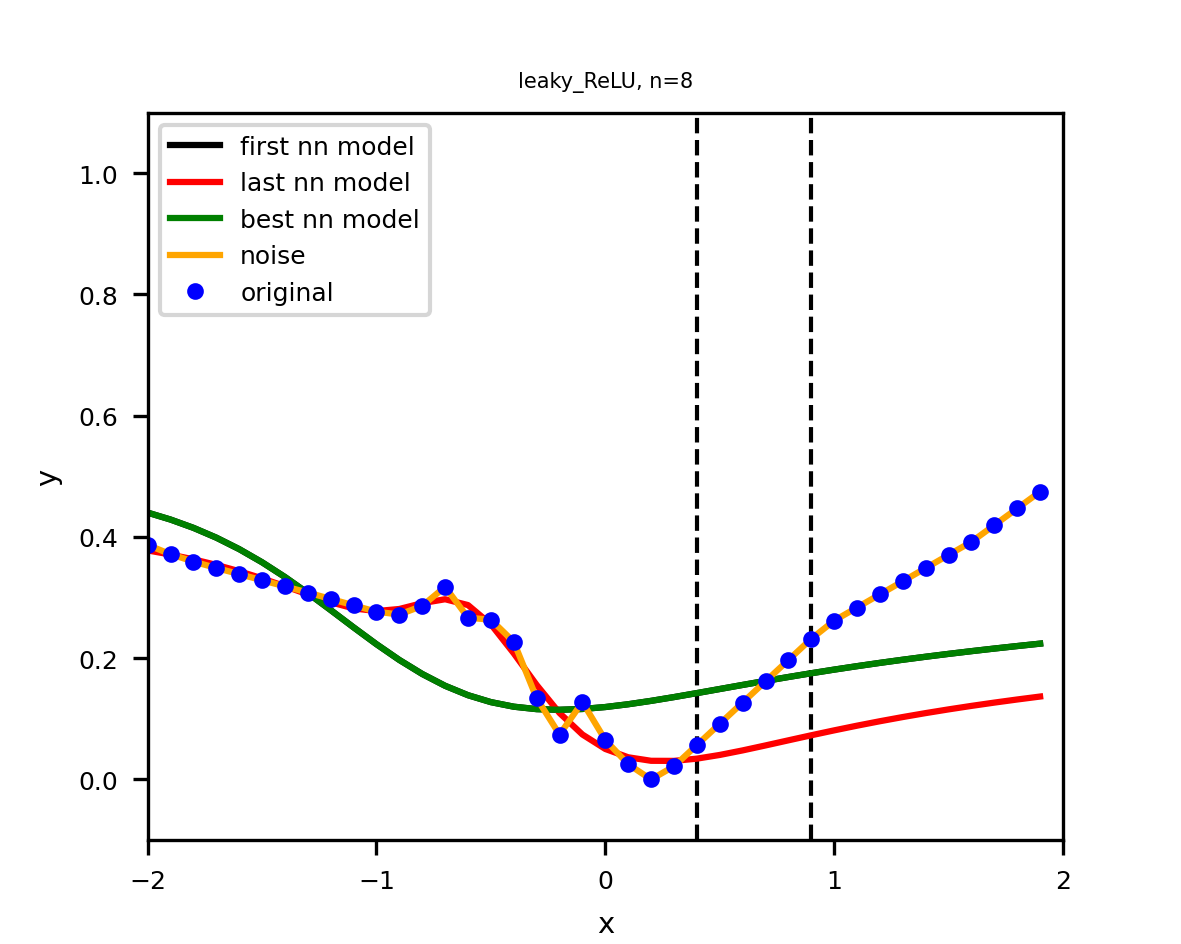 leaky_ReLU, n=8
first nn model
last nn model
best nn model
noise
original
1.0
0.8
0.6
0.4
0.2
0.0
y
−2
−1
0
1
2
x